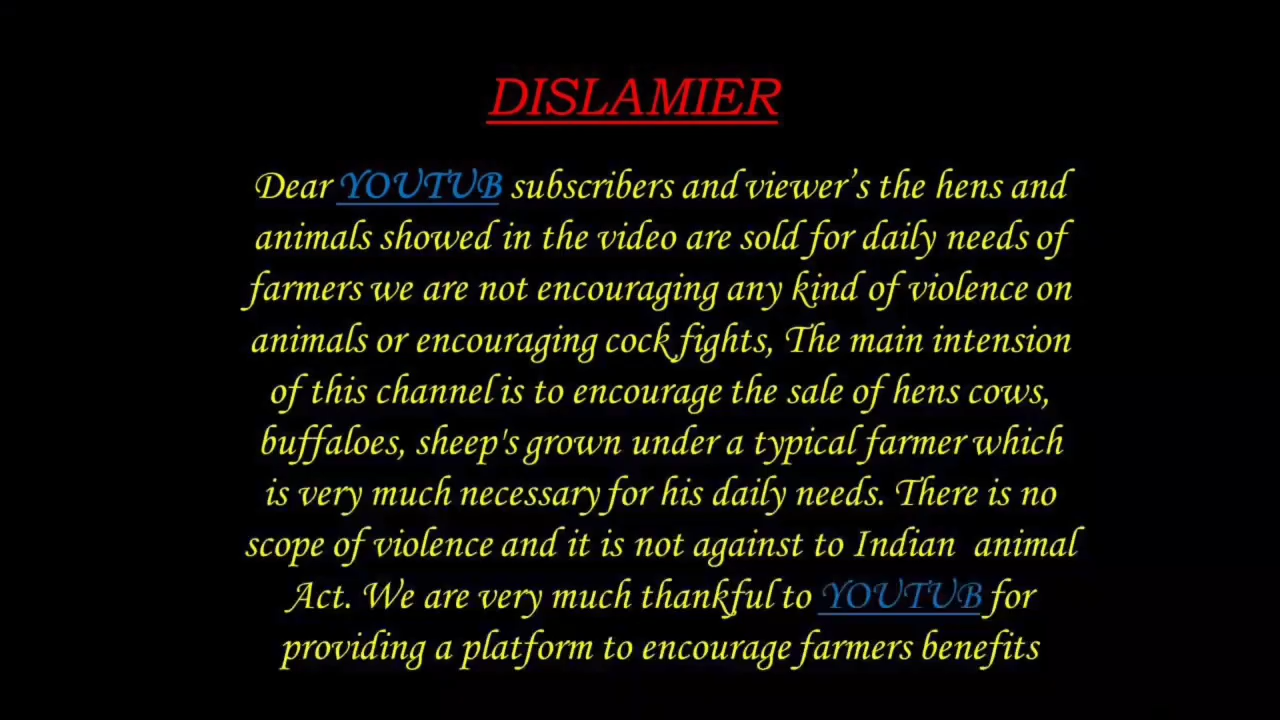 DISLAMIER
Dear YOUTUB subscribers and viewer’s the hens and
animals showed in the video are sold for daily needs of
farmers we are not encouraging any kind of violence on
animals or encouraging cock fights, The main intension
of this channel is to encourage the sale of hens cows,
buffaloes, sheep's grown under a typical farmer which
is very much necessary for his daily needs. There is no
scope of violence and it is not against to Indian  animal
Act. We are very much thankful to YOUTUB for
providing a platform to encourage farmers benefits